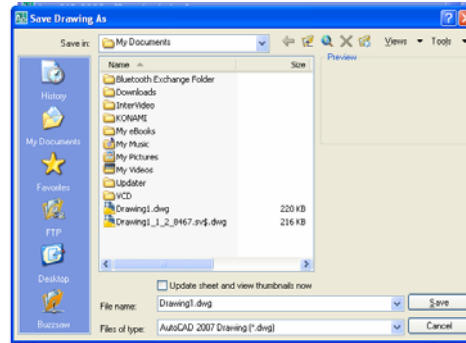 Save Drawing As
Save in: My Documents Views Tools
Name Size
Preview
Bluetooth Exchange Folder
Downloads
InterVideo
KONAMI
My eBooks
My Music
My Pictures
My Videos
Updater
VCD
Drawing1.dwg 220 KB
Drawing1_1_2_8467.sv$.dwg 216 KB
History
My Documents
Favorites
FTP
Desktop
Buzzsaw
Update sheet and view thumbnails now
File name: Drawing1.dwg Save
Files of type: AutoCAD 2007 Drawing (*.dwg) Cancel